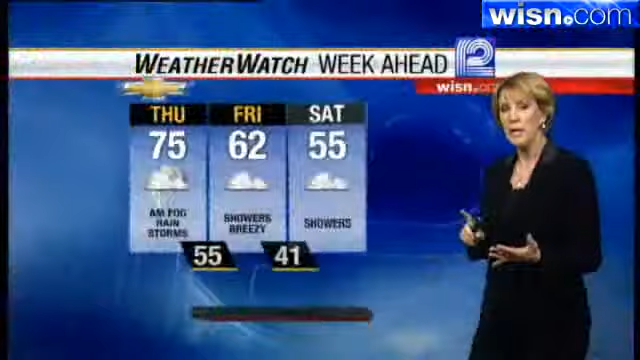 wisn.com
WEATHERWATCH WEEK AHEAD 12
wisn.
THU FRI SAT
75 62 55
AM FOG
RAIN
STORMS
SHOWERS
BREEZY
SHOWERS
55 41